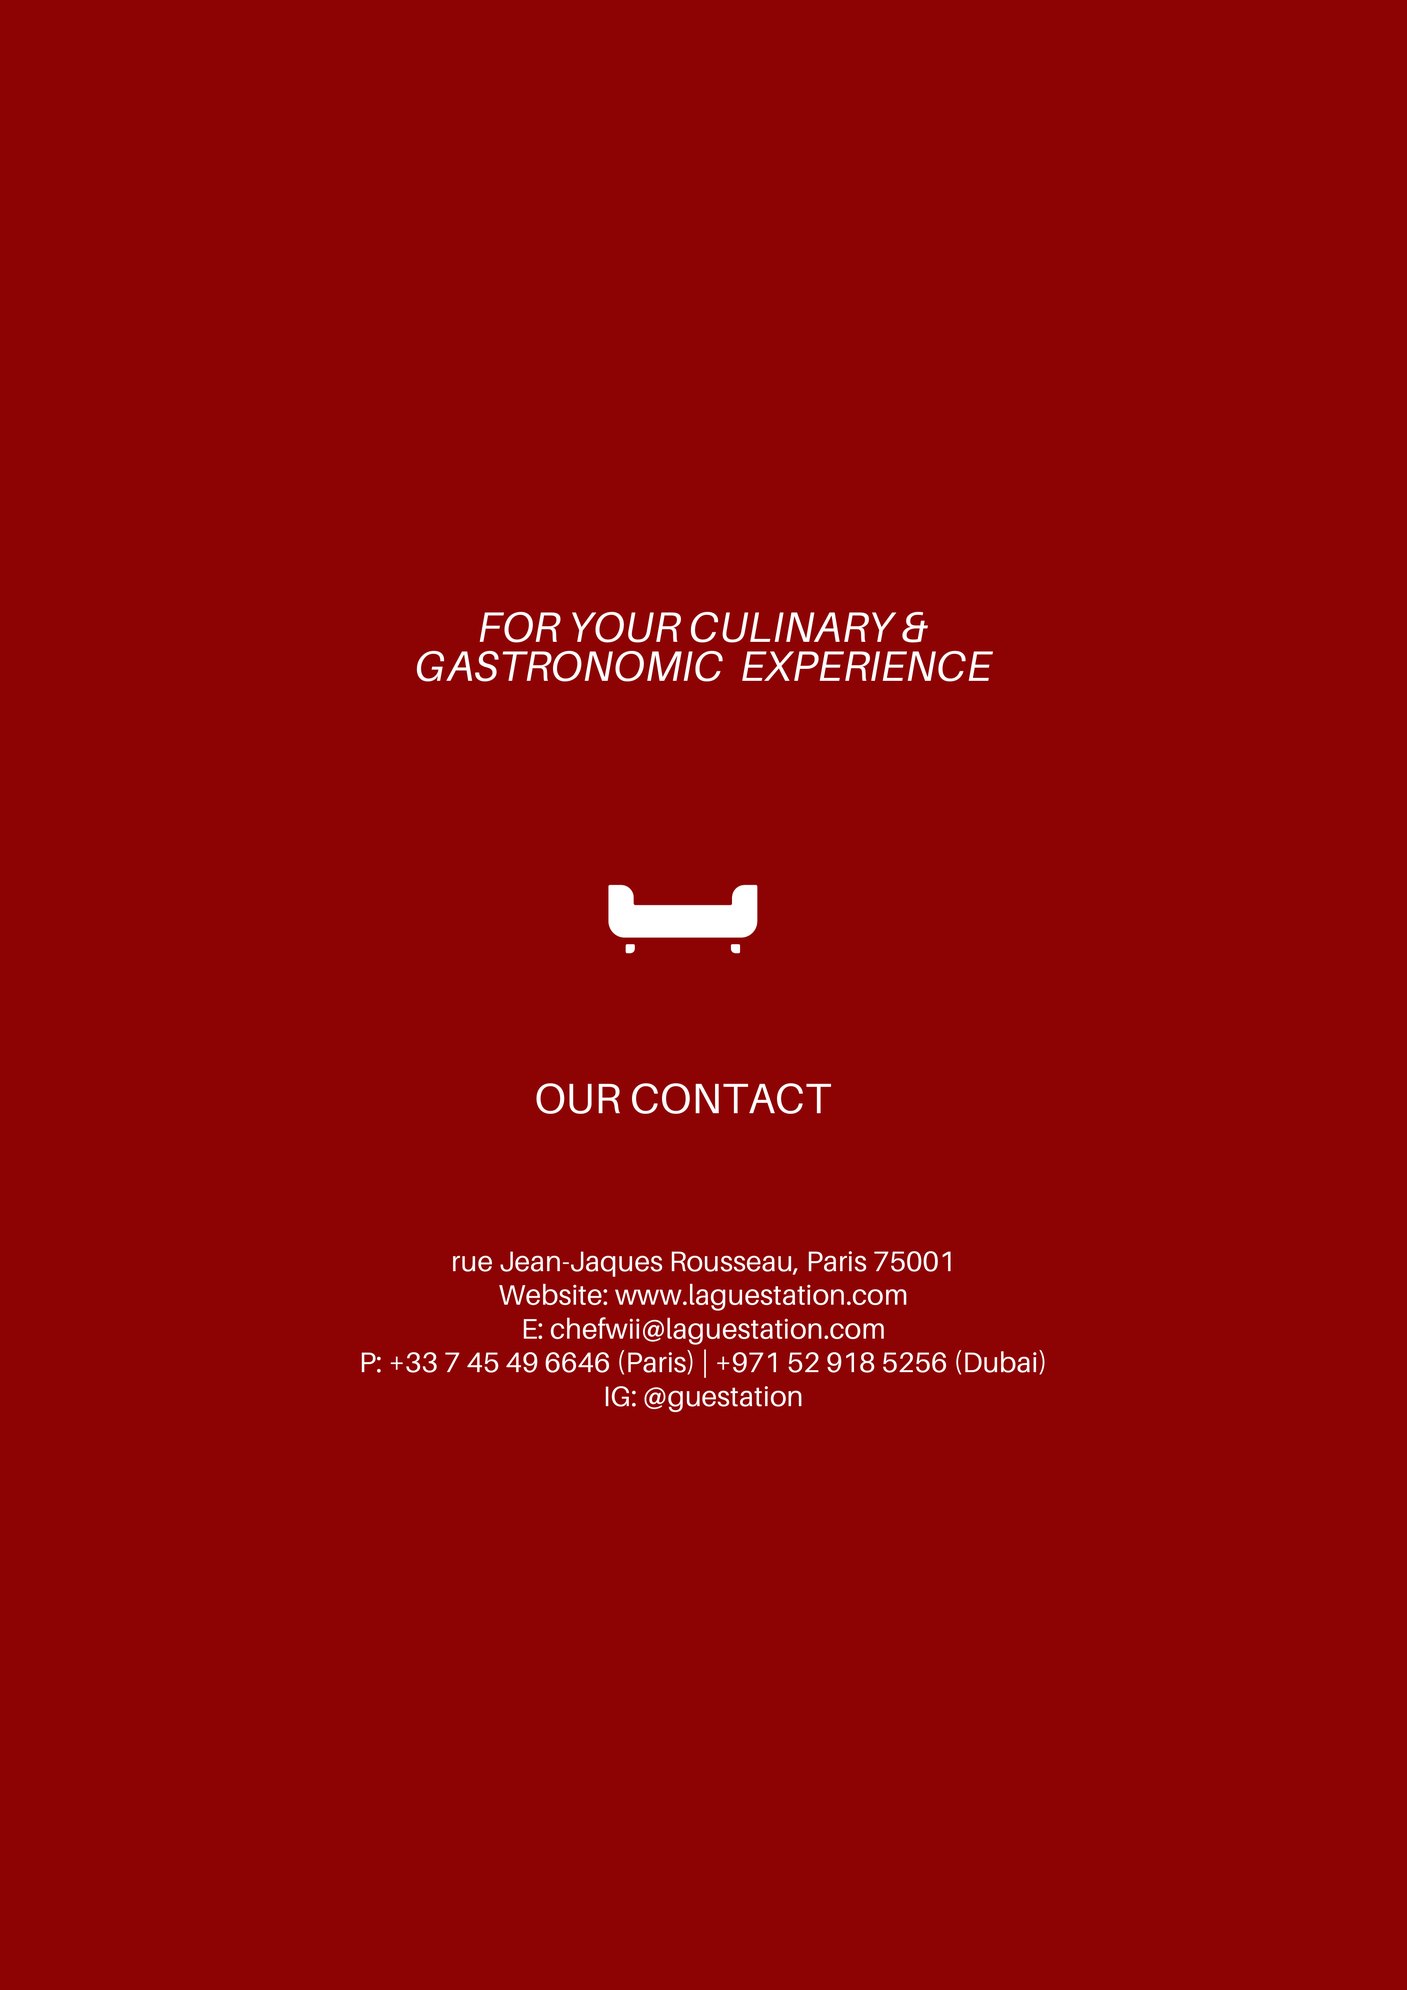 FOR YOUR CULINARY &
GASTRONOMIC EXPERIENCE
OUR CONTACT
rue Jean-Jaques Rousseau, Paris 75001
Website: www.laguestation.com
E: chefwii@laguestation.com
P: +33 7 45 49 6646 (Paris) | +971 52 918 5256 (Dubai)
IG: @guestation